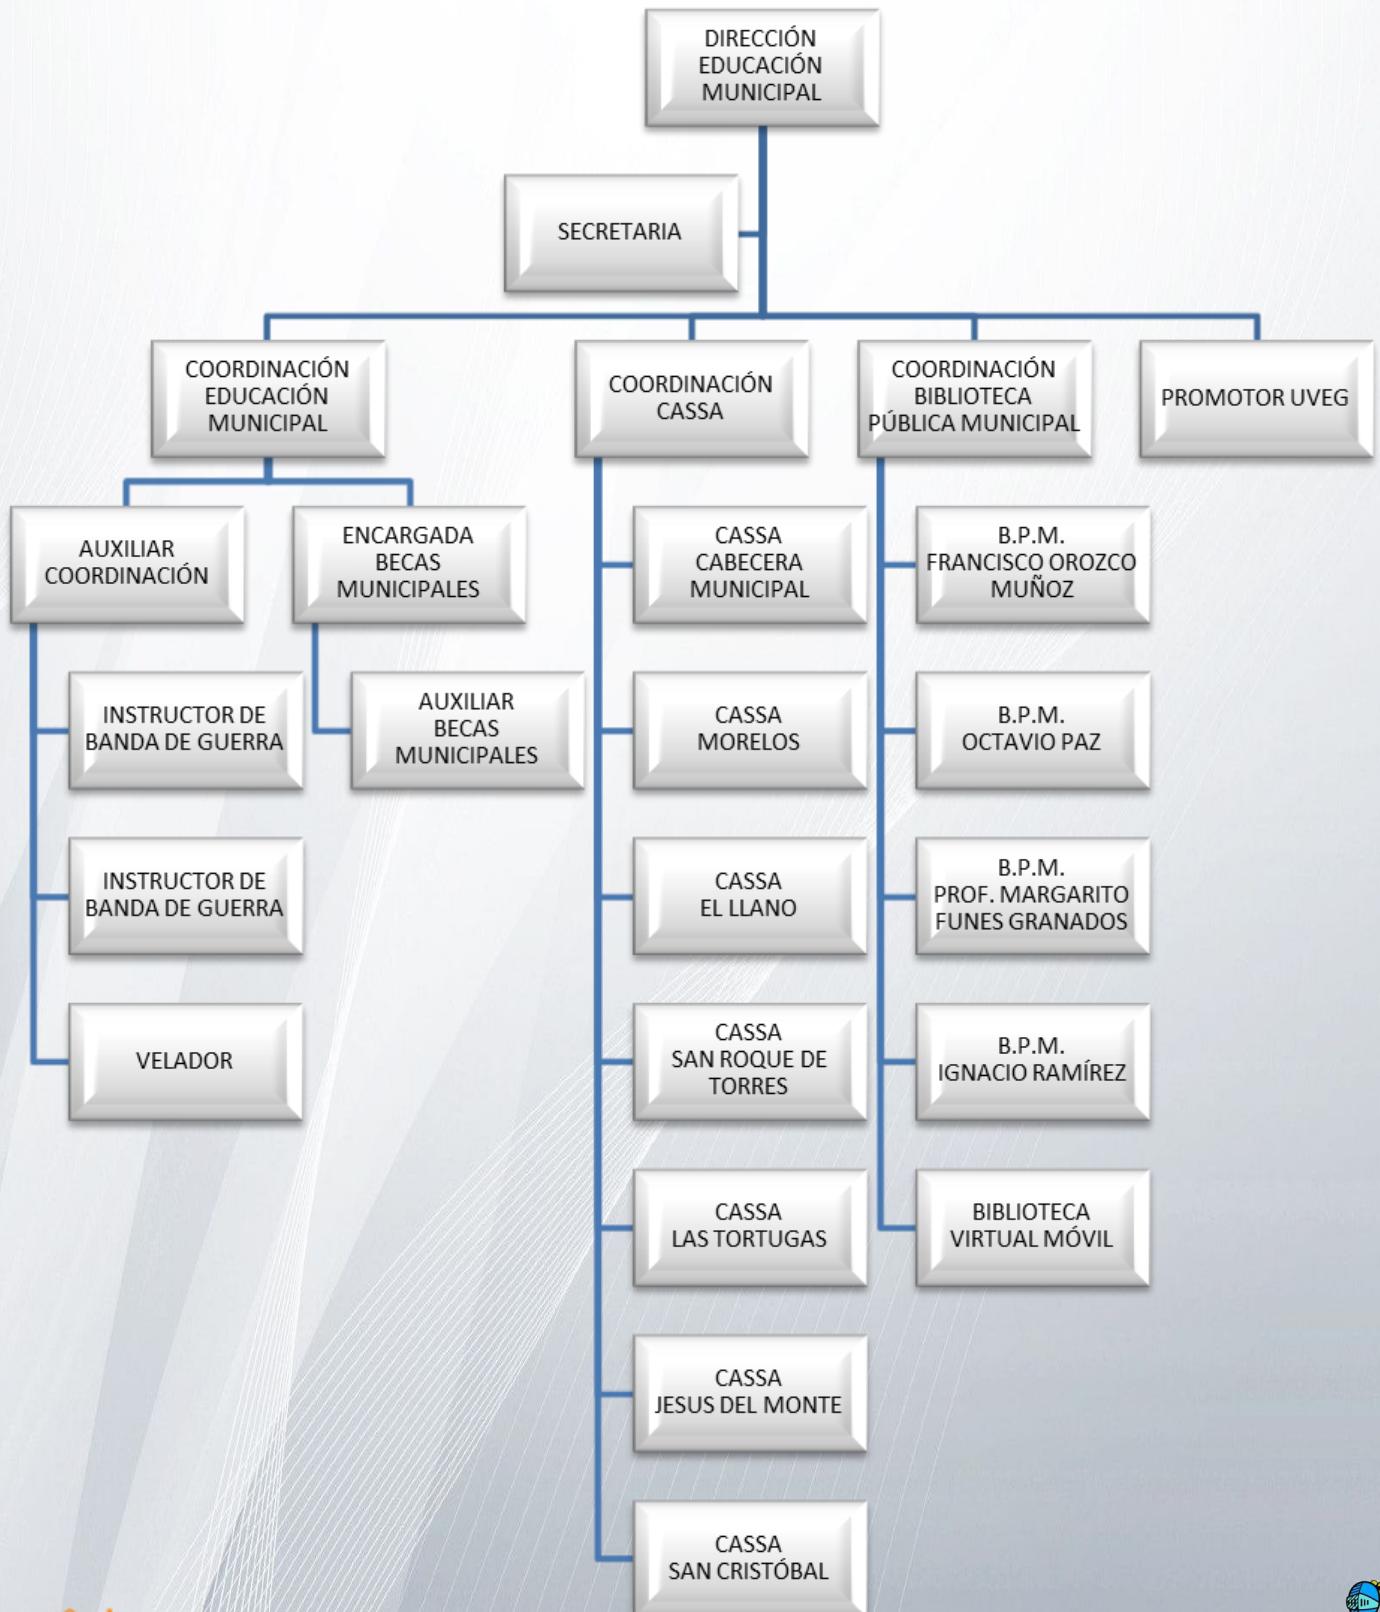 DIRECCIÓN
EDUCACIÓN
MUNICIPAL
SECRETARIA
COORDINACIÓN
EDUCACIÓN
MUNICIPAL
COORDINACIÓN
CASSA
COORDINACIÓN
BIBLIOTECA
PÚBLICA MUNICIPAL
PROMOTOR UVEG
AUXILIAR
COORDINACIÓN
ENCARGADA
BECAS
MUNICIPALES
CASSA
CABECERA
MUNICIPAL
B.P.M.
FRANCISCO OROZCO
MUÑOZ
INSTRUCTOR DE
BANDA DE GUERRA
AUXILIAR
BECAS
MUNICIPALES
CASSA
MORELOS
B.P.M.
OCTAVIO PAZ
INSTRUCTOR DE
BANDA DE GUERRA
CASSA
EL LLANO
B.P.M.
PROF. MARGARITO
FUNES GRANADOS
VELADOR
CASSA
SAN ROQUE DE
TORRES
B.P.M.
IGNACIO RAMÍREZ
CASSA
LAS TORTUGAS
BIBLIOTECA
VIRTUAL MÓVIL
CASSA
JESUS DEL MONTE
CASSA
SAN CRISTÓBAL